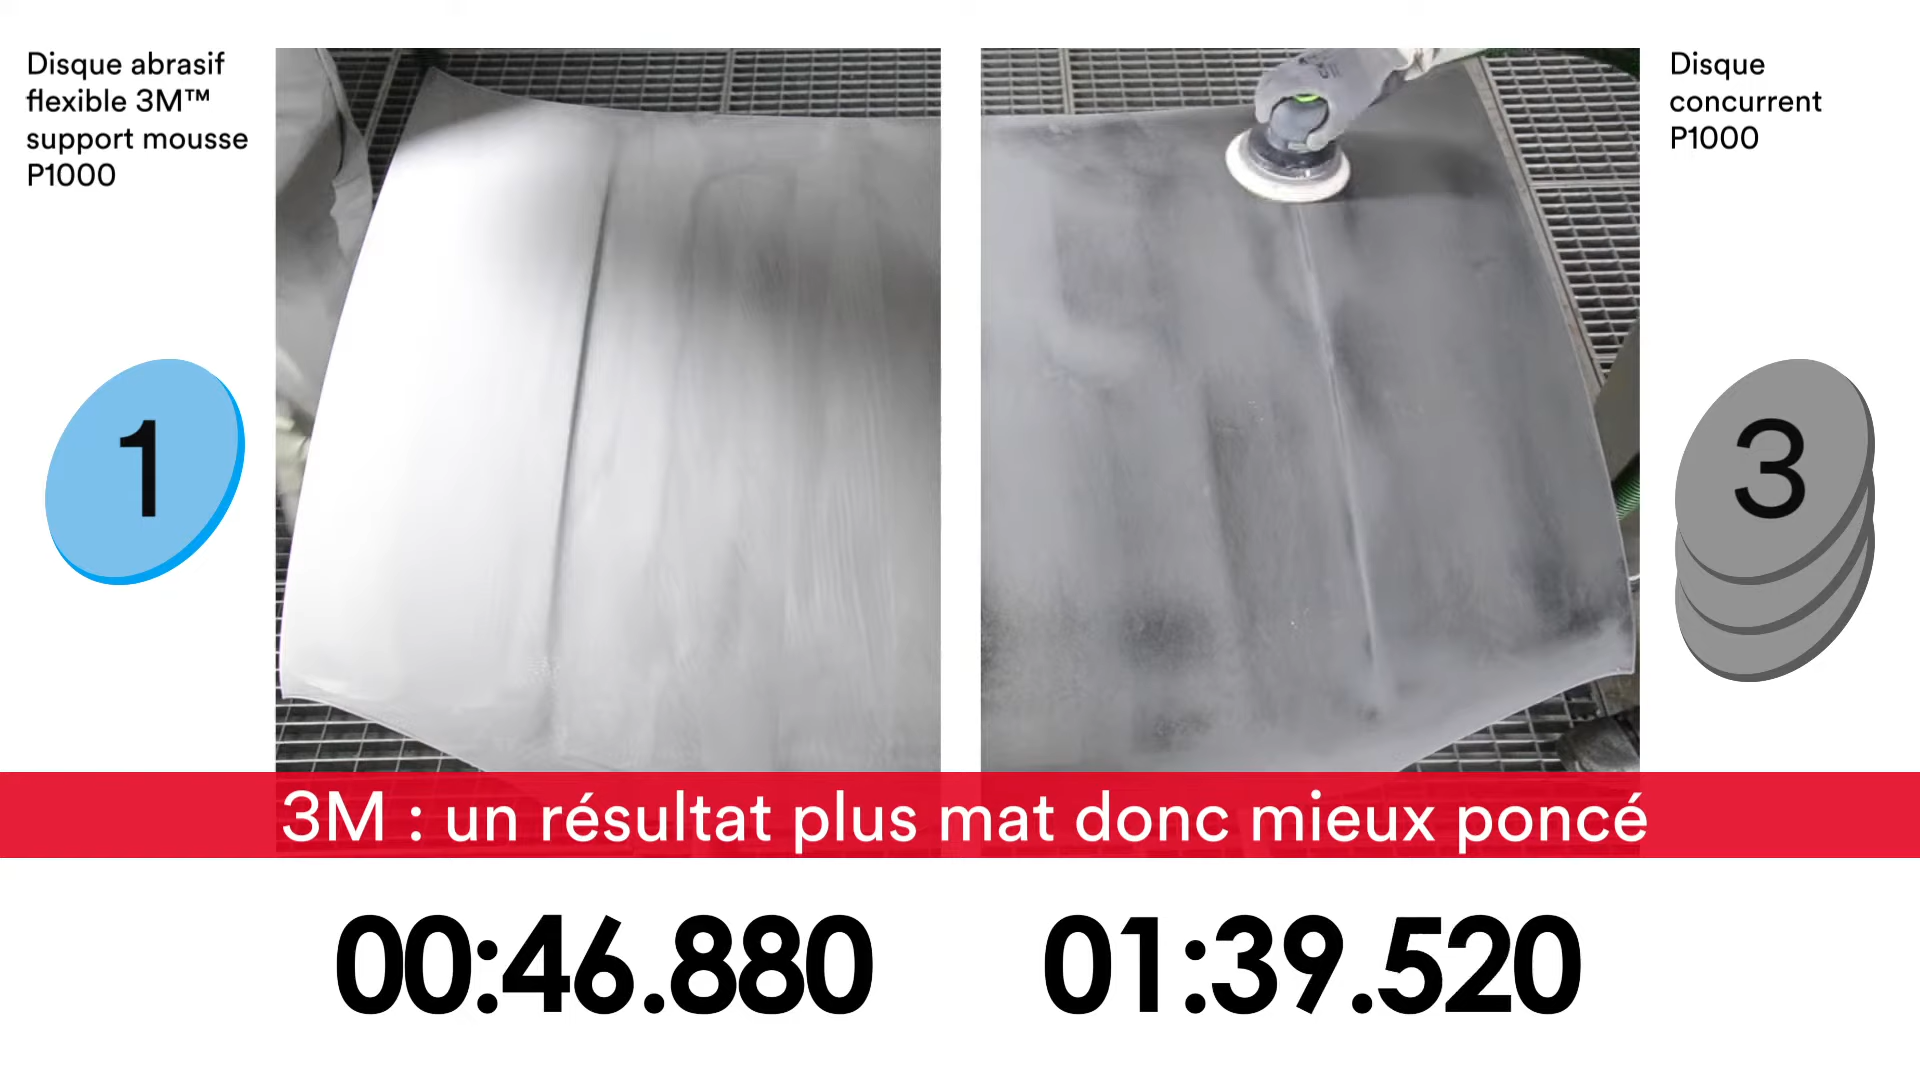 Disque abrasif
flexible 3M™
support mousse
P1000
Disque
concurrent
P1000
1
3
3M : un résultat plus mat donc mieux poncé
00:46.880
01:39.520